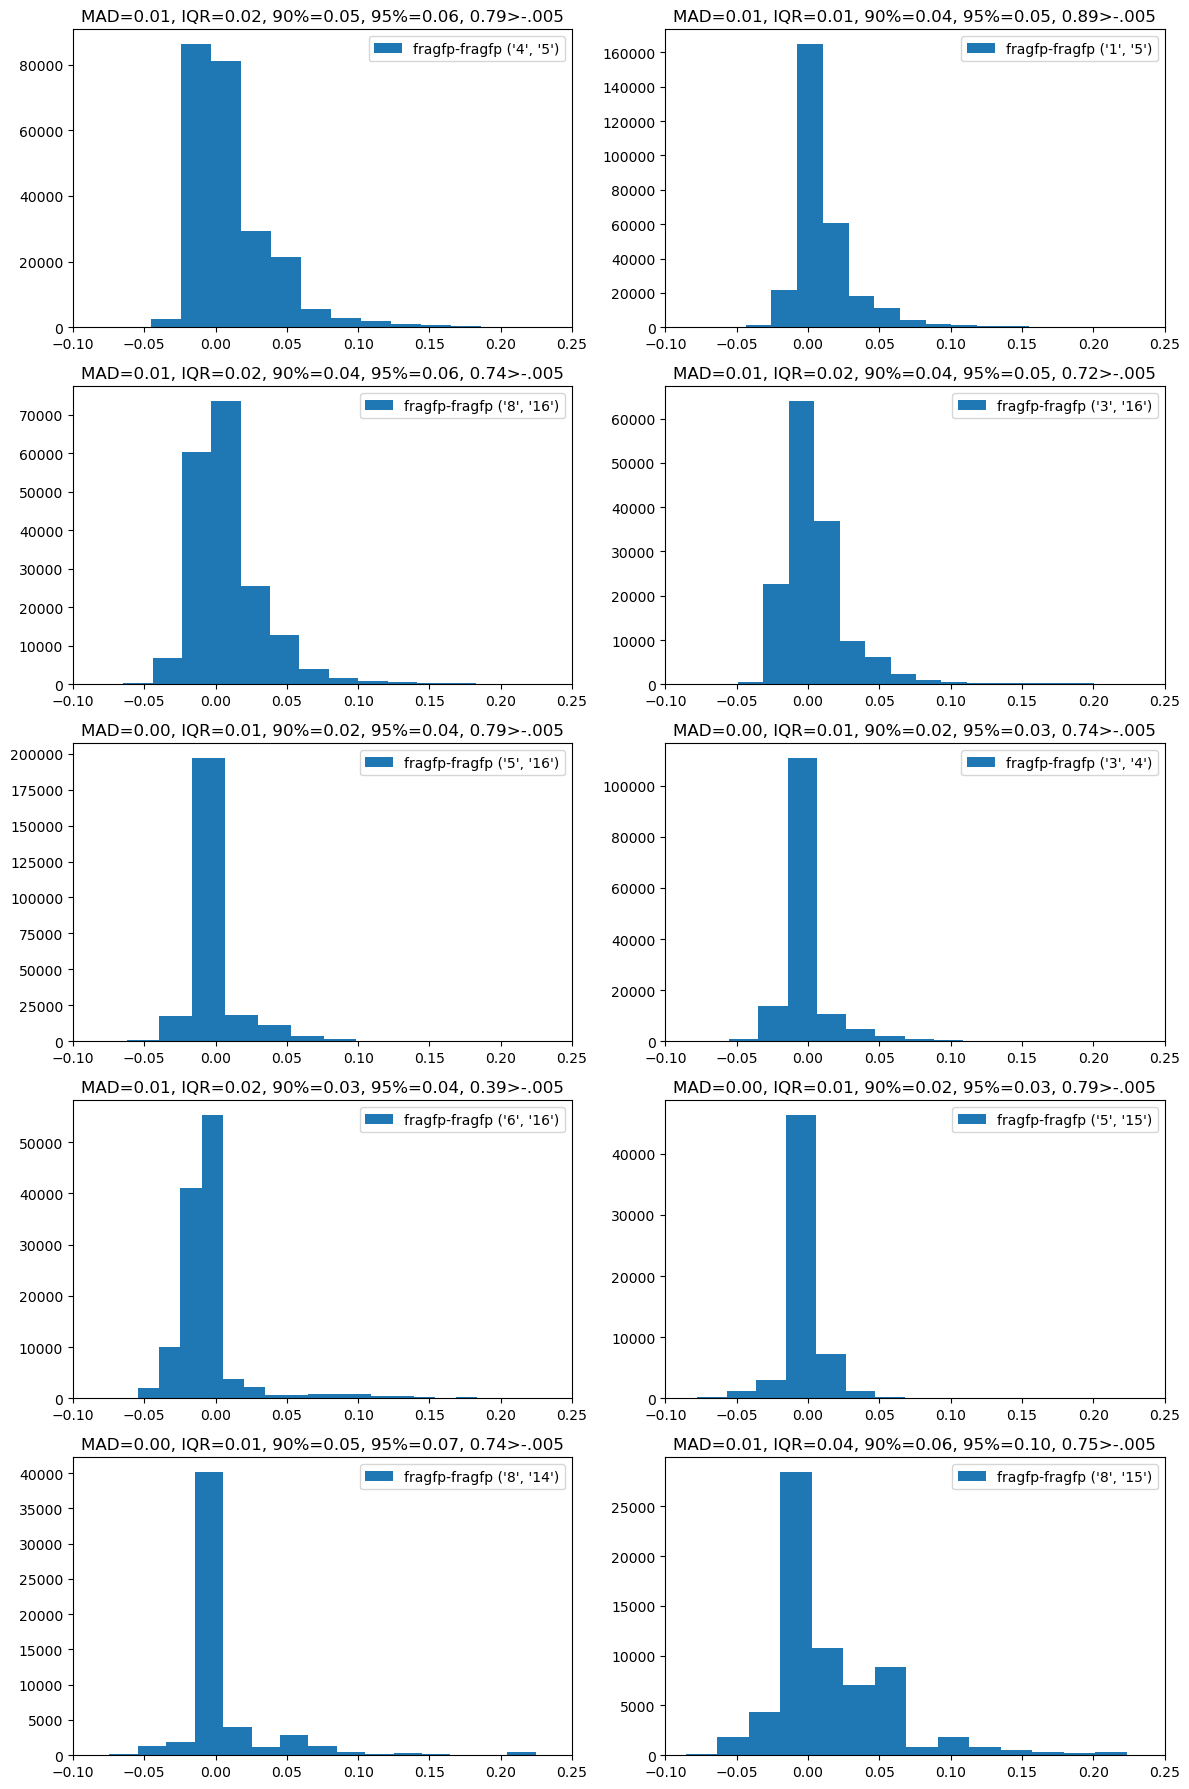 MAD=0.01, IQR=0.02, 90%=0.05, 95%=0.06, 0.79>-.005
fragfp-fragfp ('4', '5')
80000
60000
40000
20000
0
−0.10 −0.05 0.00 0.05 0.10 0.15 0.20 0.25
MAD=0.01, IQR=0.01, 90%=0.04, 95%=0.05, 0.89>-.005
fragfp-fragfp ('1', '5')
160000
140000
120000
100000
80000
60000
40000
20000
0
−0.10 −0.05 0.00 0.05 0.10 0.15 0.20 0.25
MAD=0.01, IQR=0.02, 90%=0.04, 95%=0.06, 0.74>-.005
fragfp-fragfp ('8', '16')
70000
60000
50000
40000
30000
20000
10000
0
−0.10 −0.05 0.00 0.05 0.10 0.15 0.20 0.25
MAD=0.01, IQR=0.02, 90%=0.04, 95%=0.05, 0.72>-.005
fragfp-fragfp ('3', '16')
60000
50000
40000
30000
20000
10000
0
−0.10 −0.05 0.00 0.05 0.10 0.15 0.20 0.25
MAD=0.00, IQR=0.01, 90%=0.02, 95%=0.04, 0.79>-.005
fragfp-fragfp ('5', '16')
200000
175000
150000
125000
100000
75000
50000
25000
0
−0.10 −0.05 0.00 0.05 0.10 0.15 0.20 0.25
MAD=0.00, IQR=0.01, 90%=0.02, 95%=0.03, 0.74>-.005
fragfp-fragfp ('3', '4')
100000
80000
60000
40000
20000
0
−0.10 −0.05 0.00 0.05 0.10 0.15 0.20 0.25
MAD=0.01, IQR=0.02, 90%=0.03, 95%=0.04, 0.39>-.005
fragfp-fragfp ('6', '16')
50000
40000
30000
20000
10000
0
−0.10 −0.05 0.00 0.05 0.10 0.15 0.20 0.25
MAD=0.00, IQR=0.01, 90%=0.02, 95%=0.03, 0.79>-.005
fragfp-fragfp ('5', '15')
40000
30000
20000
10000
0
−0.10 −0.05 0.00 0.05 0.10 0.15 0.20 0.25
MAD=0.00, IQR=0.01, 90%=0.05, 95%=0.07, 0.74>-.005
fragfp-fragfp ('8', '14')
40000
35000
30000
25000
20000
15000
10000
5000
0
−0.10 −0.05 0.00 0.05 0.10 0.15 0.20 0.25
MAD=0.01, IQR=0.04, 90%=0.06, 95%=0.10, 0.75>-.005
fragfp-fragfp ('8', '15')
25000
20000
15000
10000
5000
0
−0.10 −0.05 0.00 0.05 0.10 0.15 0.20 0.25